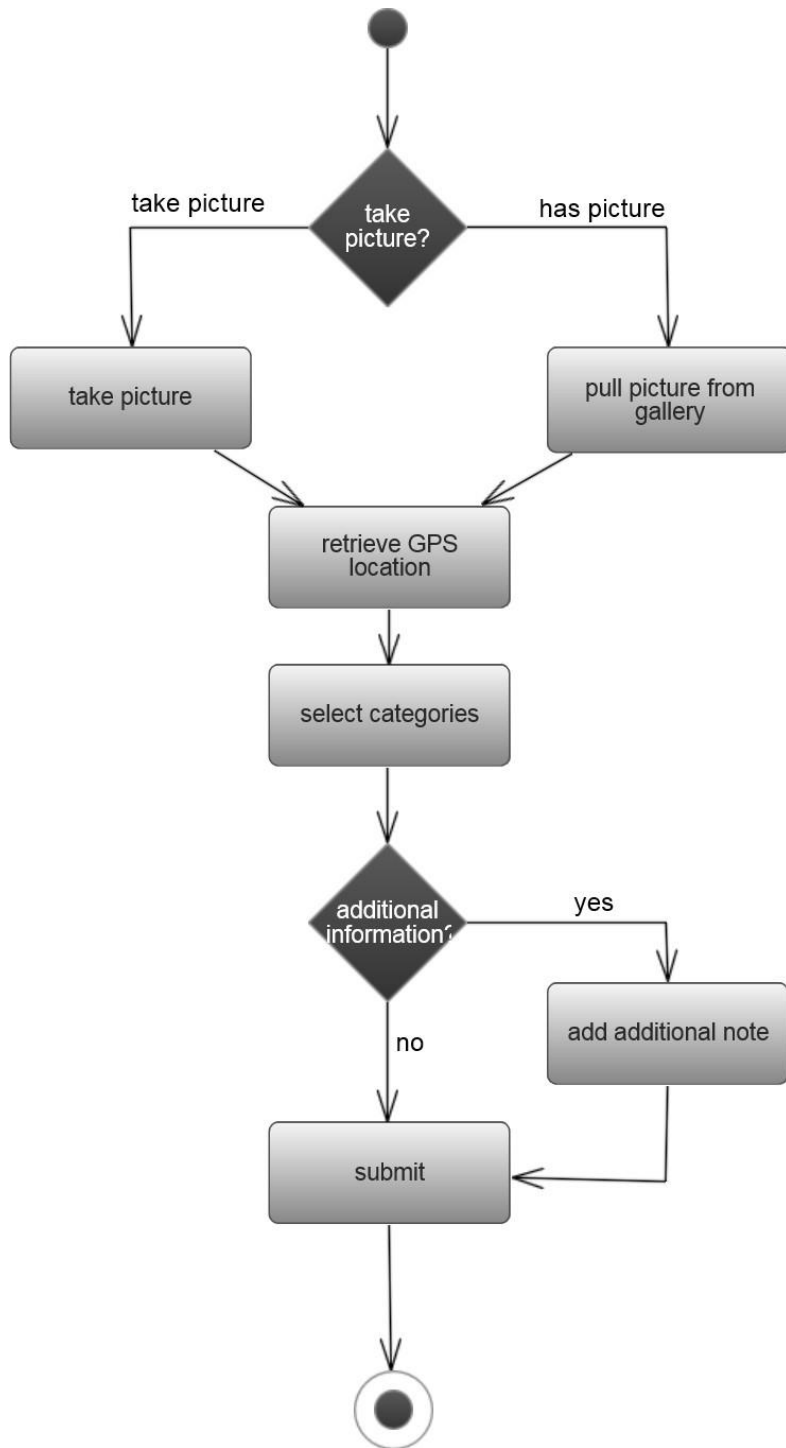 take picture
take
picture?
has picture
take picture
pull picture from
gallery
retrieve GPS
location
select categories
additional
information?
yes
add additional note
no
submit